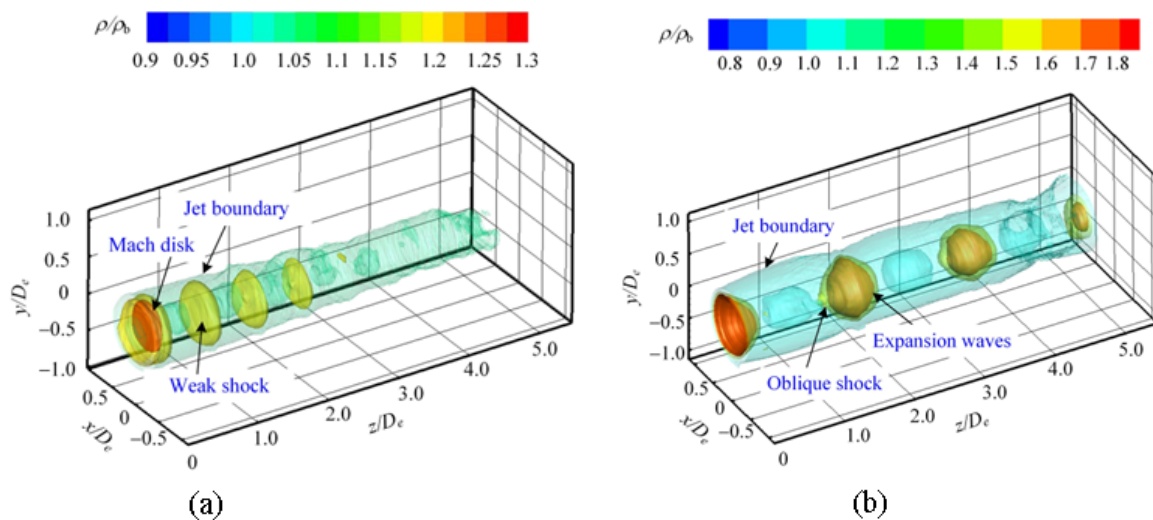 ρ/ρb
0.9 0.95 1.0 1.05 1.1 1.15 1.2 1.25 1.3
Jet boundary
Mach disk
Weak shock
1.0
0.5
0
−0.5
−1.0
y/De
0.5
0
−0.5
x/De
0
1.0
2.0
3.0
4.0
5.0
z/De
(a)
ρ/ρb
0.8 0.9 1.0 1.1 1.2 1.3 1.4 1.5 1.6 1.7 1.8
Jet boundary
Expansion waves
Oblique shock
1.0
0.5
0
−0.5
−1.0
y/De
0.5
0
−0.5
x/De
0
1.0
2.0
3.0
4.0
5.0
z/De
(b)